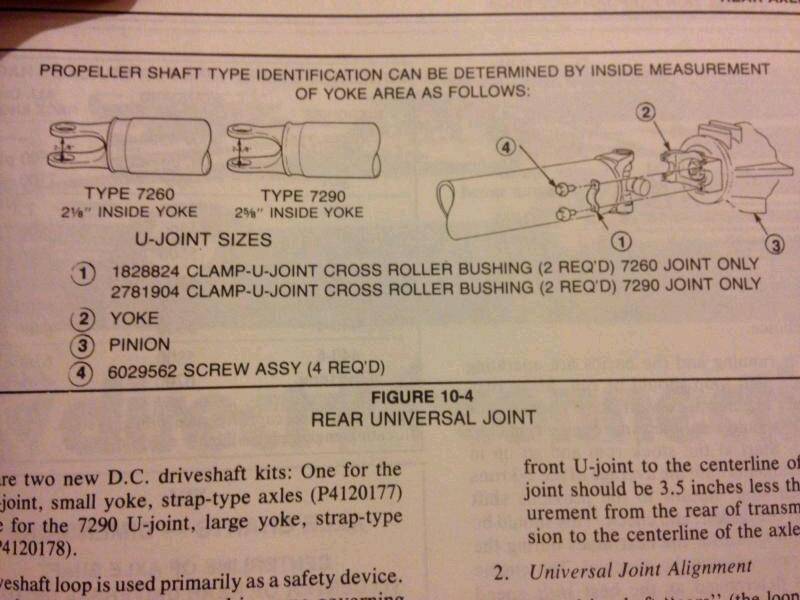 PROPELLER SHAFT TYPE IDENTIFICATION CAN BE DETERMINED BY INSIDE MEASUREMENT
OF YOKE AREA AS FOLLOWS:
TYPE 7260
2⅛" INSIDE YOKE
TYPE 7290
2⅝" INSIDE YOKE
4
2
1
3
U-JOINT SIZES
1 1828824 CLAMP-U-JOINT CROSS ROLLER BUSHING (2 REQ'D) 7260 JOINT ONLY
2781904 CLAMP-U-JOINT CROSS ROLLER BUSHING (2 REQ'D) 7290 JOINT ONLY
2 YOKE
3 PINION
4 6029562 SCREW ASSY (4 REQ'D)
FIGURE 10-4
REAR UNIVERSAL JOINT
re two new D.C. driveshaft kits: One for the
joint, small yoke, strap-type axles (P4120177)
e for the 7290 U-joint, large yoke, strap-type
P4120178).
veshaft loop is used primarily as a safety device.
front U-joint to the centerline of
joint should be 3.5 inches less th
urement from the rear of transm
sion to the centerline of the axle
2. Universal Joint Alignment